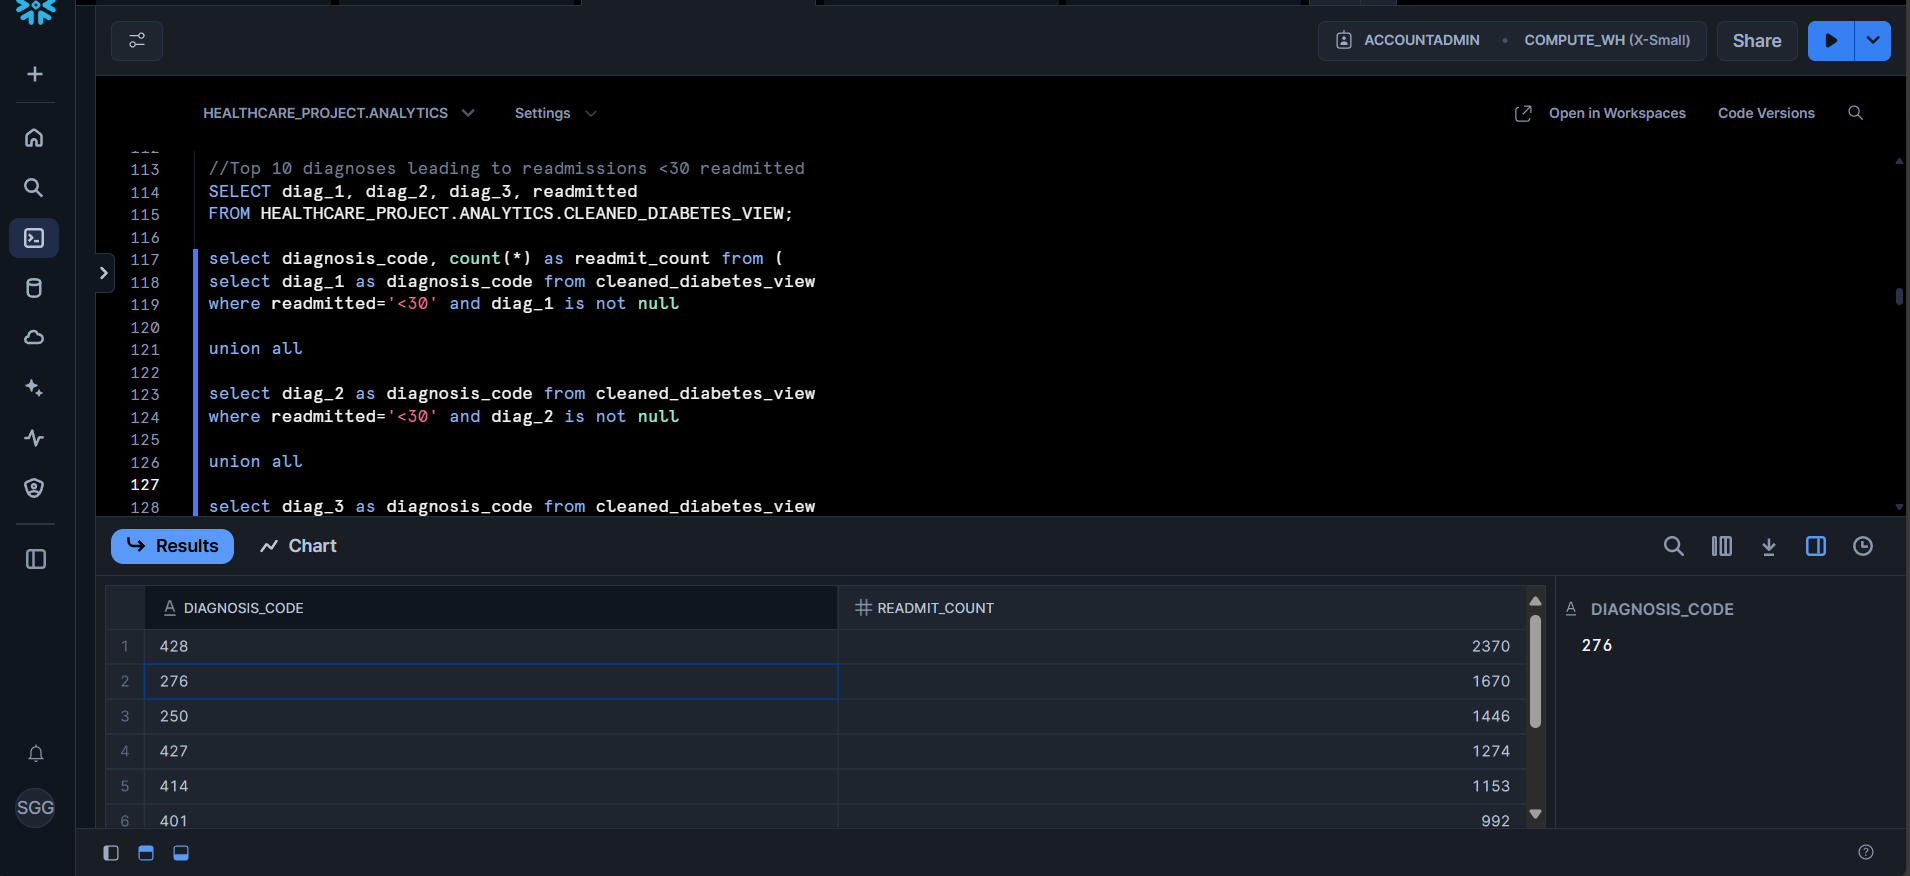 ACCOUNTADMIN • COMPUTE_WH (X-Small)
Share
HEALTHCARE_PROJECT.ANALYTICS
Settings
Open in Workspaces
Code Versions
113 //Top 10 diagnoses leading to readmissions <30 readmitted
114 SELECT diag_1, diag_2, diag_3, readmitted
115 FROM HEALTHCARE_PROJECT.ANALYTICS.CLEANED_DIABETES_VIEW;
116
117 select diagnosis_code, count(*) as readmit_count from (
118 select diag_1 as diagnosis_code from cleaned_diabetes_view
119 where readmitted='<30' and diag_1 is not null
120
121 union all
122
123 select diag_2 as diagnosis_code from cleaned_diabetes_view
124 where readmitted='<30' and diag_2 is not null
125
126 union all
127
128 select diag_3 as diagnosis_code from cleaned_diabetes_view
Results
Chart
A DIAGNOSIS_CODE # READMIT_COUNT
1 428 2370
2 276 1670
3 250 1446
4 427 1274
5 414 1153
6 401 992
A DIAGNOSIS_CODE
276
SGG